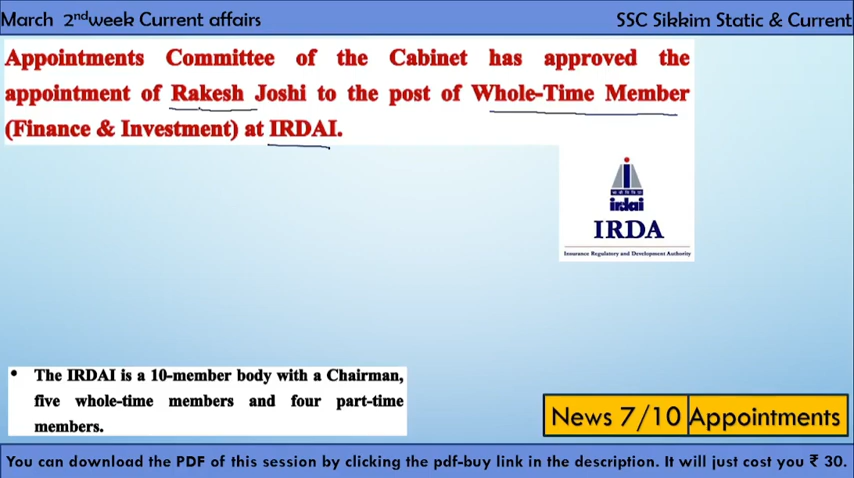 March 2ndweek Current affairs
SSC Sikkim Static & Current
Appointments Committee of the Cabinet has approved the
appointment of Rakesh Joshi to the post of Whole-Time Member
(Finance & Investment) at IRDAI.
irdai
IRDA
Insurance Regulatory and Development Authority
• The IRDAI is a 10-member body with a Chairman,
five whole-time members and four part-time
members.
News 7/10 Appointments
You can download the PDF of this session by clicking the pdf-buy link in the description. It will just cost you ₹ 30.